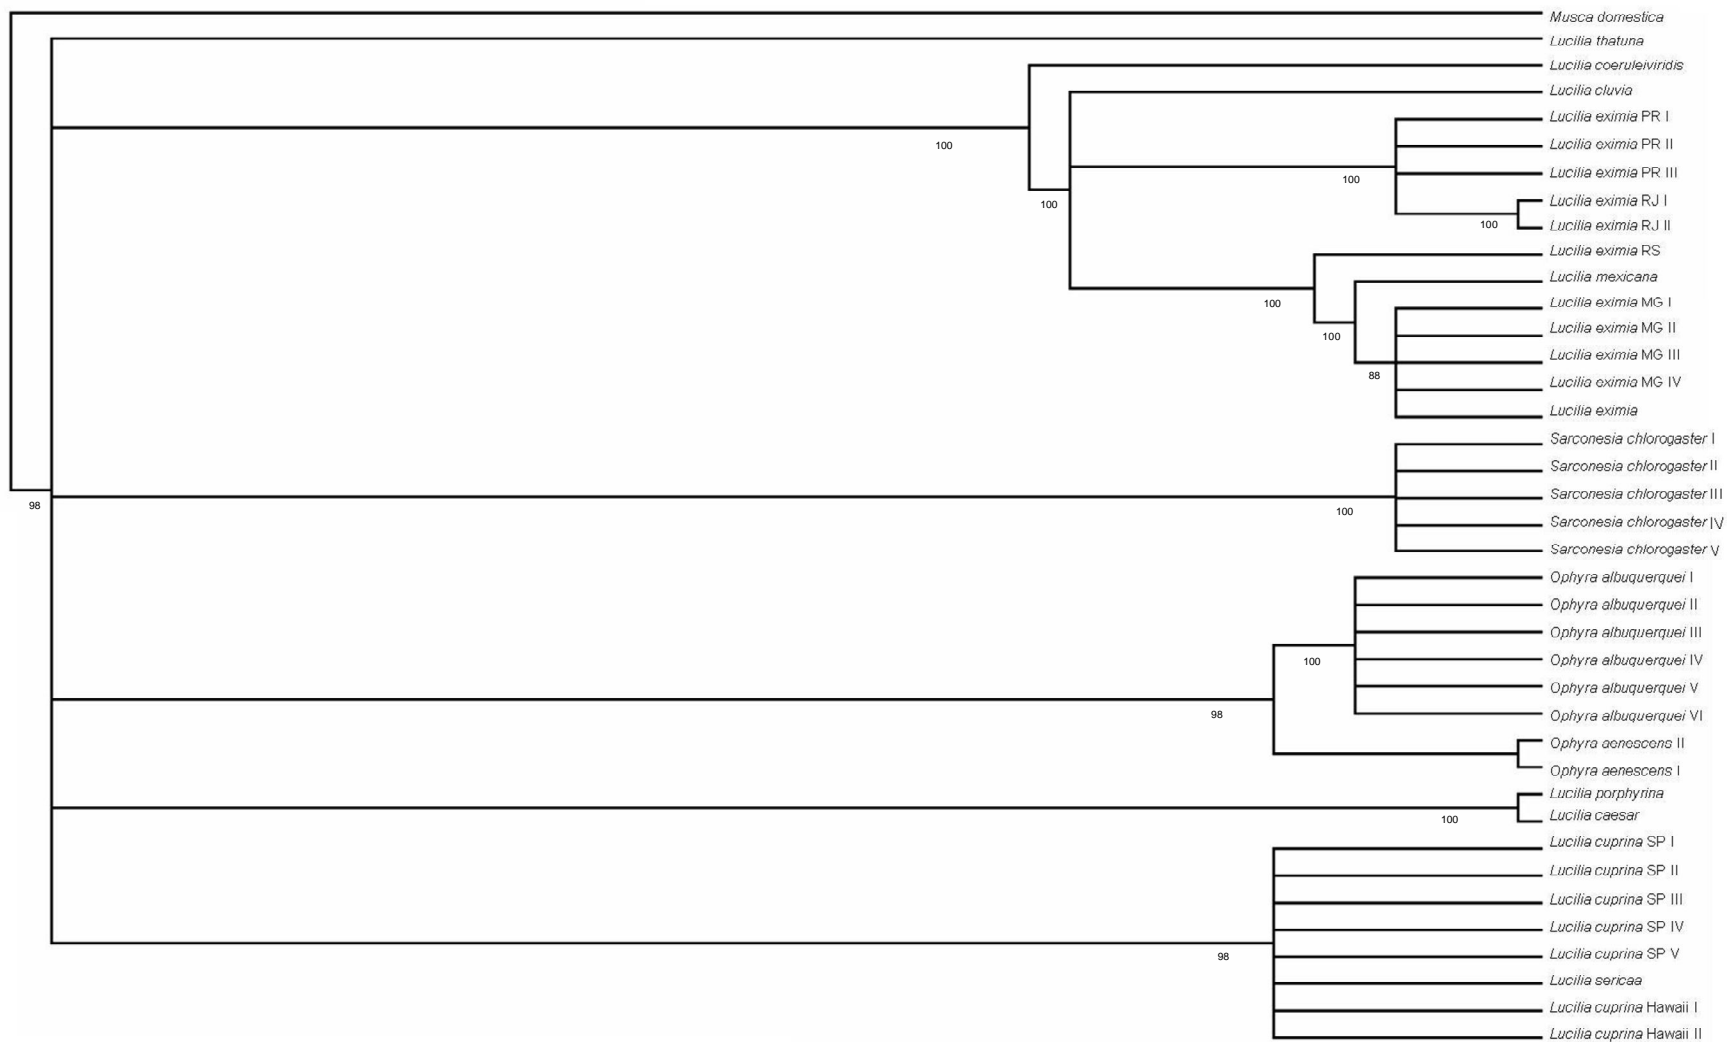 Musca domestica
Lucilia thatuna
Lucilia coeruleiviridis
Lucilia cluvia
Lucilia eximia PR I
100
Lucilia eximia PR II
Lucilia eximia PR III
100
Lucilia eximia RJ I
100
Lucilia eximia RJ II
100
Lucilia eximia RS
Lucilia mexicana
Lucilia eximia MG I
100
Lucilia eximia MG II
100
Lucilia eximia MG III
88
Lucilia eximia MG IV
Lucilia eximia
Sarconesia chlorogaster I
Sarconesia chlorogaster II
Sarconesia chlorogaster III
98
100
Sarconesia chlorogaster IV
Sarconesia chlorogaster V
Ophyra albuquerquei I
Ophyra albuquerquei II
Ophyra albuquerquei III
Ophyra albuquerquei IV
100
Ophyra albuquerquei V
Ophyra albuquerquei VI
98
Ophyra aenescens II
Ophyra aenescens I
Lucilia porphyrina
Lucilia caesar
100
Lucilia cuprina SP I
Lucilia cuprina SP II
Lucilia cuprina SP III
Lucilia cuprina SP IV
Lucilia cuprina SP V
98
Lucilia sericaa
Lucilia cuprina Hawaii I
Lucilia cuprina Hawaii II